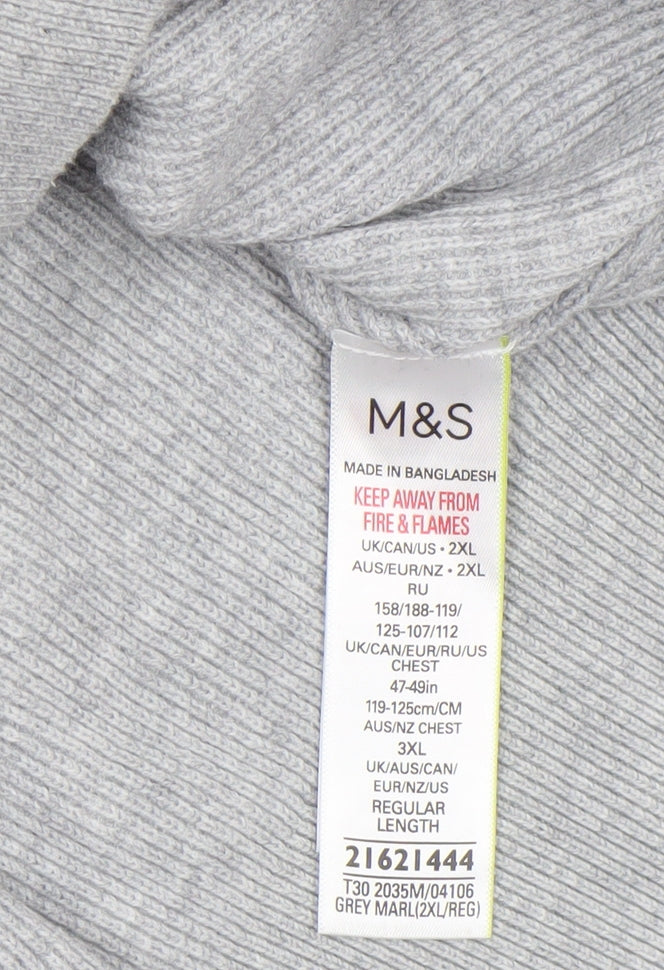 M&S
MADE IN BANGLADESH
KEEP AWAY FROM
FIRE & FLAMES
UK/CAN/US • 2XL
AUS/EUR/NZ • 2XL
RU
158/188-119/
125-107/112
UK/CAN/EUR/RU/US
CHEST
47-49in
119-125cm/CM
AUS/NZ CHEST
3XL
UK/AUS/CAN/
EUR/NZ/US
REGULAR
LENGTH
21621444
T30 2035M/04106
GREY MARL(2XL/REG)